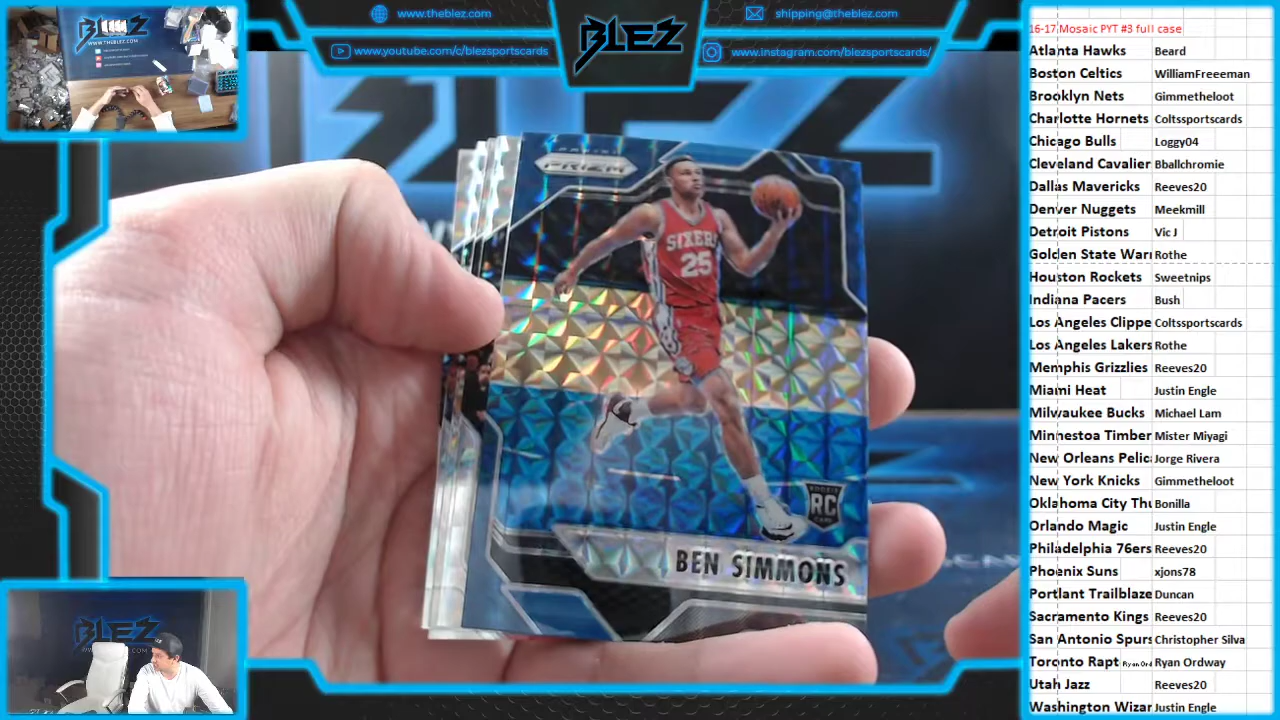 www.theblez.com
shipping@theblez.com
www.youtube.com/c/blezsportscards
www.instagram.com/blezsportscards/
BLEZ
PANINI
PRIZM
SIXERS
25
ROOKIE
RC
CARD
BEN SIMMONS
BLEZ
16-17 Mosaic PYT #3 full case
Atlanta Hawks Beard
Boston Celtics WilliamFreeeman
Brooklyn Nets Gimmetheloot
Charlotte Hornets Coltssportscards
Chicago Bulls Loggy04
Cleveland Cavalier Bballchromie
Dallas Mavericks Reeves20
Denver Nuggets Meekmill
Detroit Pistons Vic J
Golden State Warr Rothe
Houston Rockets Sweetnips
Indiana Pacers Bush
Los Angeles Clippe Coltssportscards
Los Angeles Lakers Rothe
Memphis Grizzlies Reeves20
Miami Heat Justin Engle
Milwaukee Bucks Michael Lam
Minnestoa Timber Mister Miyagi
New Orleans Pelic Jorge Rivera
New York Knicks Gimmetheloot
Oklahoma City Thu Bonilla
Orlando Magic Justin Engle
Philadelphia 76ers Reeves20
Phoenix Suns xjons78
Portlant Trailblaze Duncan
Sacramento Kings Reeves20
San Antonio Spurs Christopher Silva
Toronto Rapt Ryan Ord Ryan Ordway
Utah Jazz Reeves20
Washington Wizar Justin Engle